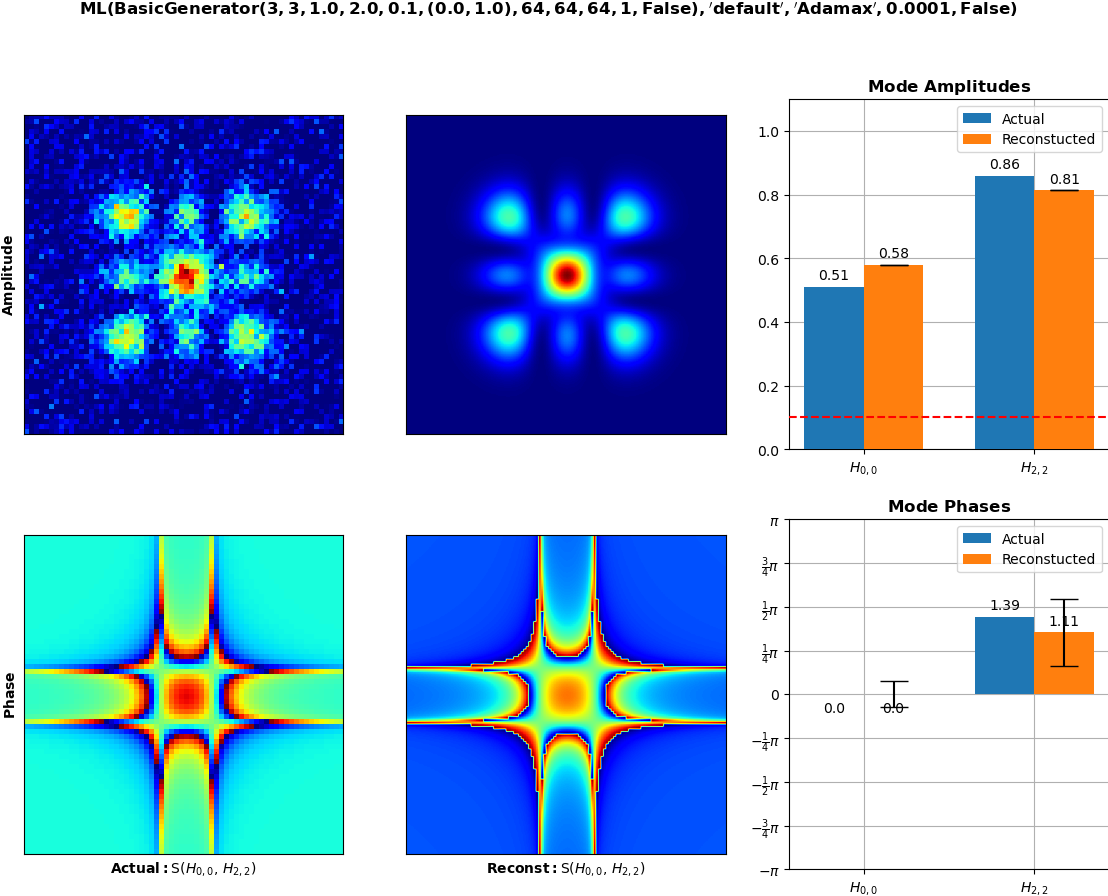 ML(BasicGenerator(3, 3, 1.0, 2.0, 0.1, (0.0, 1.0), 64, 64, 64, 1, False), ′default′, ′Adamax′, 0.0001, False)
Amplitude
Mode Amplitudes
Actual
Reconstucted
1.0
0.8
0.6
0.4
0.2
0.0
0.51
0.58
0.86
0.81
H0,0
H2,2
Phase
Actual: S(H0,0, H2,2)
Reconst: S(H0,0, H2,2)
Mode Phases
Actual
Reconstucted
π
3/4π
1/2π
1/4π
0
−1/4π
−1/2π
−3/4π
−π
0.0
0.0
1.39
1.11
H0,0
H2,2